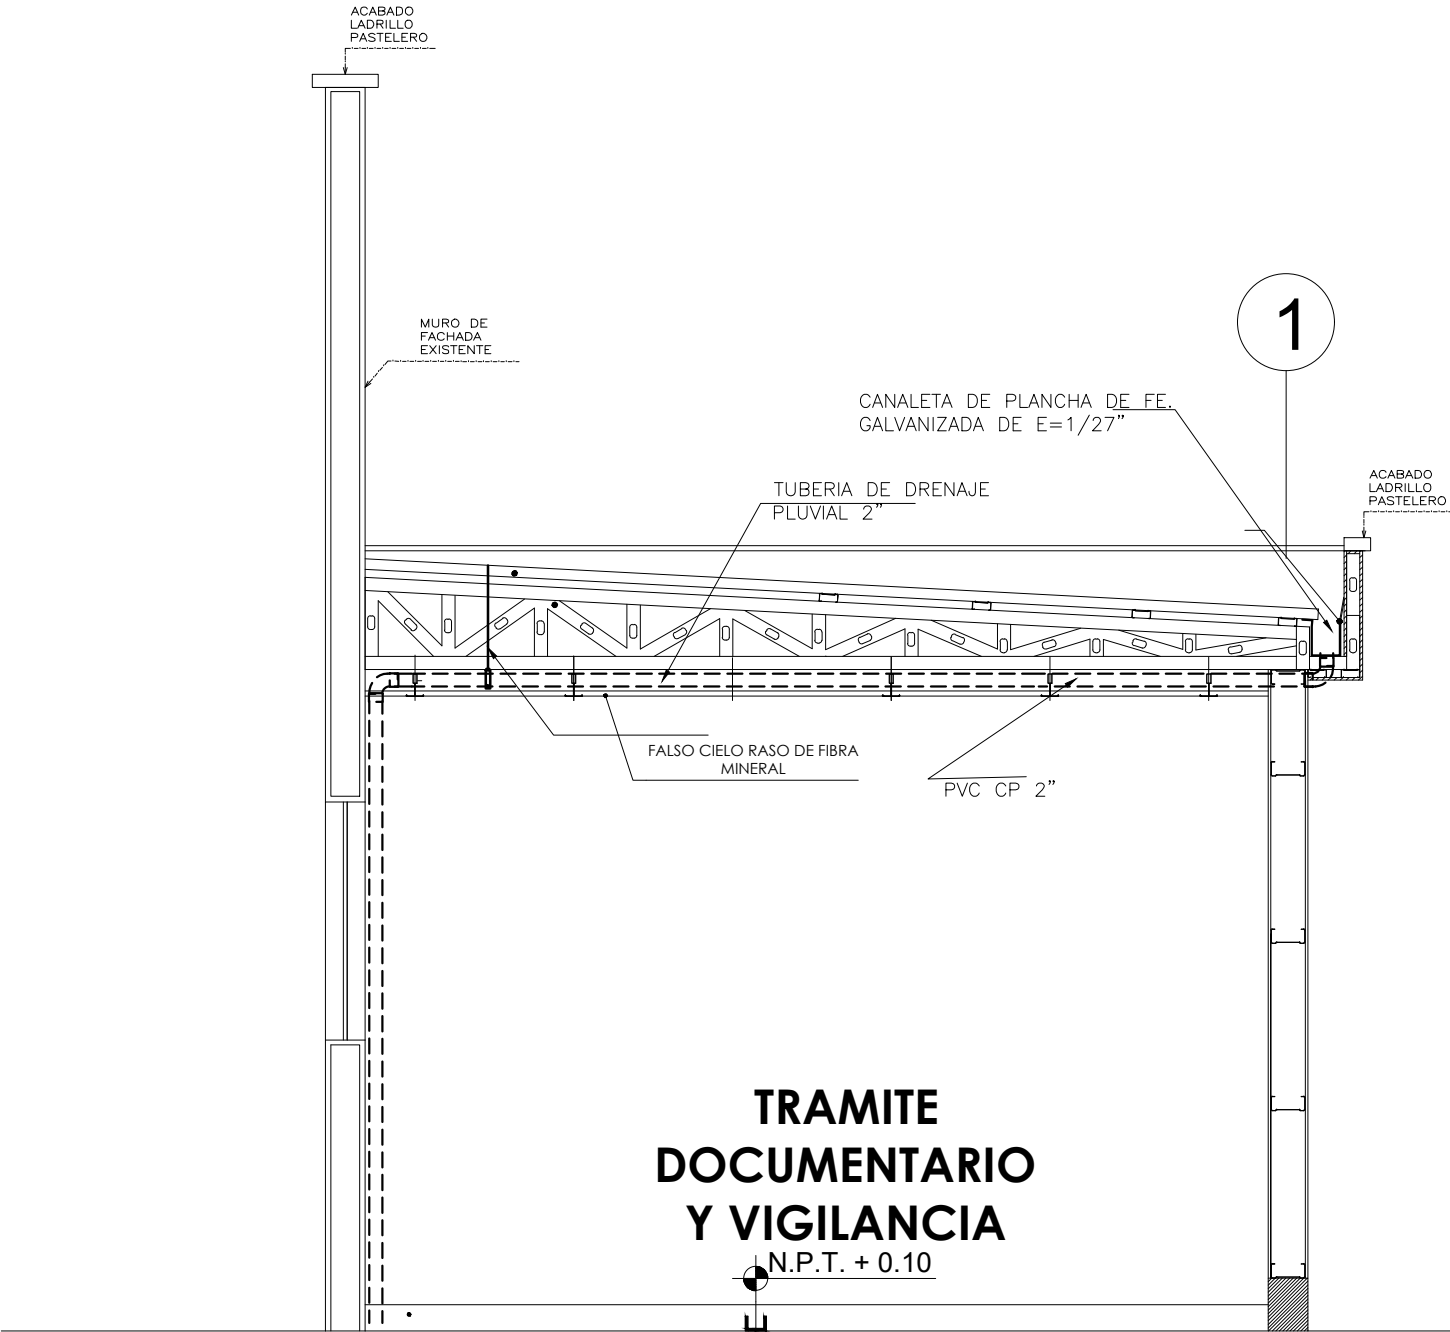 ACABADO
LADRILLO
PASTELERO
MURO DE
FACHADA
EXISTENTE
1
CANALETA DE PLANCHA DE FE.
GALVANIZADA DE E=1/27”
ACABADO
LADRILLO
PASTELERO
TUBERIA DE DRENAJE
PLUVIAL 2”
FALSO CIELO RASO DE FIBRA
MINERAL
PVC CP 2”
TRAMITE
DOCUMENTARIO
Y VIGILANCIA
N.P.T. + 0.10